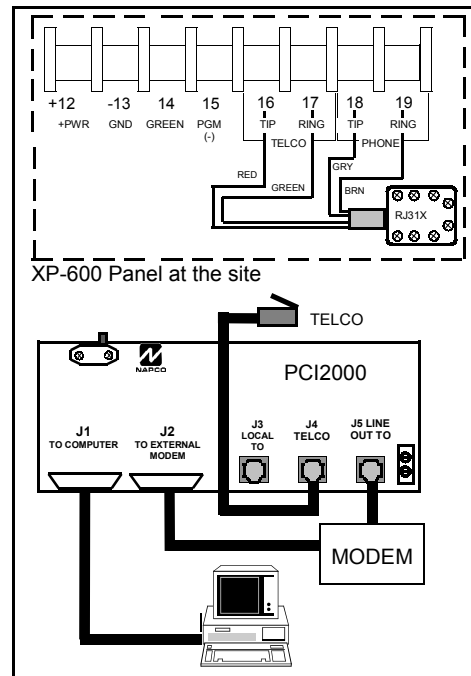 +12 -13 14 15 16 17 18 19
+PWR GND GREEN PGM TIP RING TIP RING
(-)
TELCO PHONE
RED
GREEN
GRY
BRN
RJ31X
XP-600 Panel at the site
TELCO
NAPCO
PCI2000
J1
TO COMPUTER
J2
TO EXTERNAL
MODEM
J3
LOCAL
TO
J4
TELCO
J5 LINE
OUT TO
MODEM